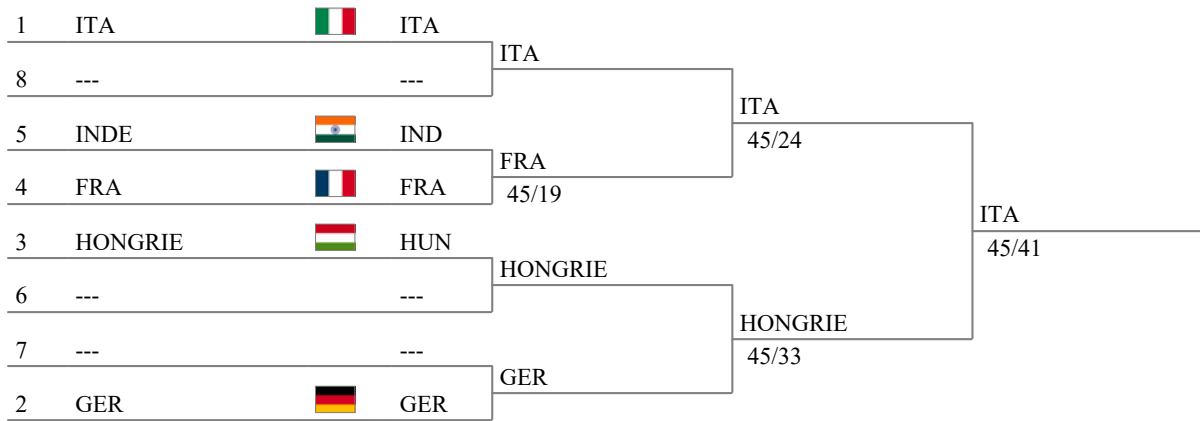 1 ITA ITA
ITA
8 --- ---
ITA
45/24
5 INDE IND
FRA
45/19
4 FRA FRA
ITA
45/41
3 HONGRIE HUN
HONGRIE
6 --- ---
HONGRIE
45/33
7 --- ---
GER
2 GER GER